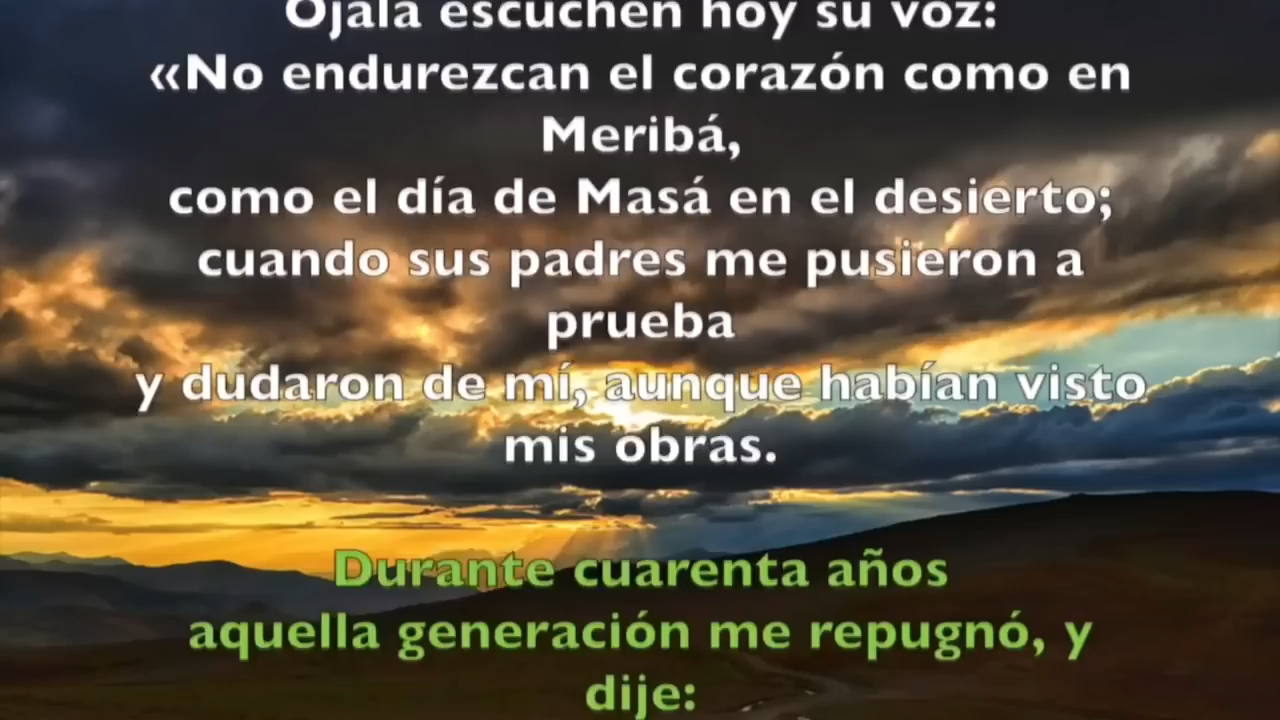 Ojalá escuchen hoy su voz:
«No endurezcan el corazón como en
Meribá,
como el día de Masá en el desierto;
cuando sus padres me pusieron a
prueba
y dudaron de mí, aunque habían visto
mis obras.
Durante cuarenta años
aquella generación me repugnó, y
dije: